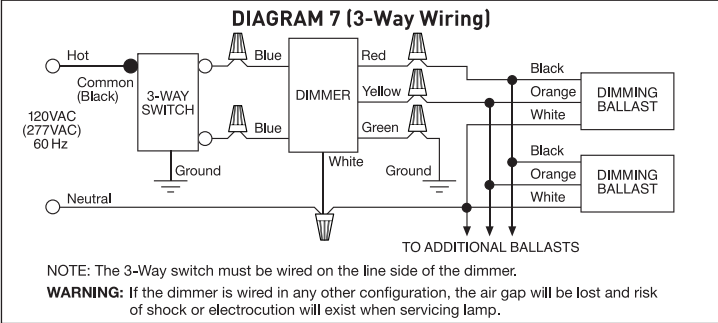 DIAGRAM 7 (3-Way Wiring)
Hot
Common
(Black)
120VAC
(277VAC)
60 Hz
3-WAY
SWITCH
Ground
Neutral
Blue
Blue
DIMMER
White
Red
Yellow
Green
Ground
Black
Orange
White
DIMMING
BALLAST
Black
Orange
White
DIMMING
BALLAST
TO ADDITIONAL BALLASTS
NOTE: The 3-Way switch must be wired on the line side of the dimmer.
WARNING: If the dimmer is wired in any other configuration, the air gap will be lost and risk
of shock or electrocution will exist when servicing lamp.